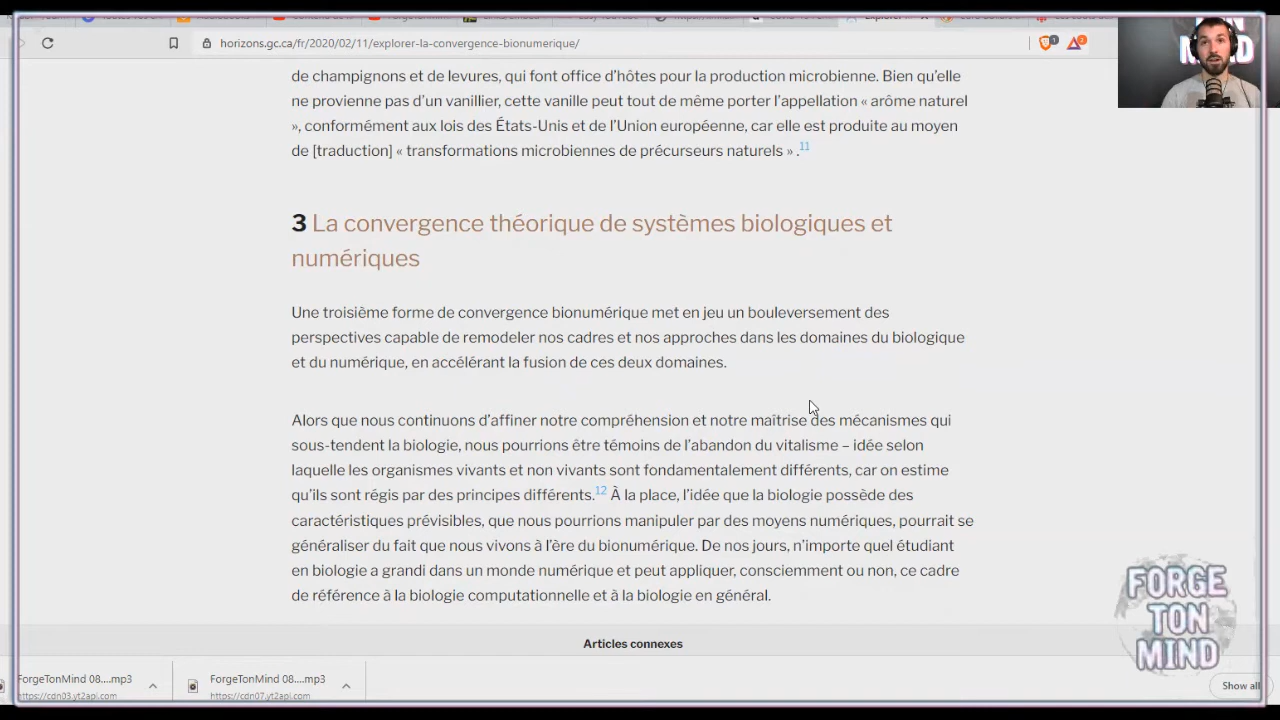 horizons.gc.ca/fr/2020/02/11/explorer-la-convergence-bionumerique/
1
2
MIND
de champignons et de levures, qui font office d'hôtes pour la production microbienne. Bien qu'elle
ne provienne pas d'un vanillier, cette vanille peut tout de même porter l'appellation « arôme naturel
», conformément aux lois des États-Unis et de l'Union européenne, car elle est produite au moyen
de [traduction] « transformations microbiennes de précurseurs naturels » .11
3 La convergence théorique de systèmes biologiques et
numériques
Une troisième forme de convergence bionumérique met en jeu un bouleversement des
perspectives capable de remodeler nos cadres et nos approches dans les domaines du biologique
et du numérique, en accélérant la fusion de ces deux domaines.
Alors que nous continuons d'affiner notre compréhension et notre maîtrise des mécanismes qui
sous-tendent la biologie, nous pourrions être témoins de l'abandon du vitalisme – idée selon
laquelle les organismes vivants et non vivants sont fondamentalement différents, car on estime
qu'ils sont régis par des principes différents.12 À la place, l'idée que la biologie possède des
caractéristiques prévisibles, que nous pourrions manipuler par des moyens numériques, pourrait se
généraliser du fait que nous vivons à l'ère du bionumérique. De nos jours, n'importe quel étudiant
en biologie a grandi dans un monde numérique et peut appliquer, consciemment ou non, ce cadre
de référence à la biologie computationnelle et à la biologie en général.
FORGE
TON
MIND
Articles connexes
ForgeTonMind 08....mp3
https://cdn03.yt2api.com
ForgeTonMind 08....mp3
https://cdn07.yt2api.com
Show all